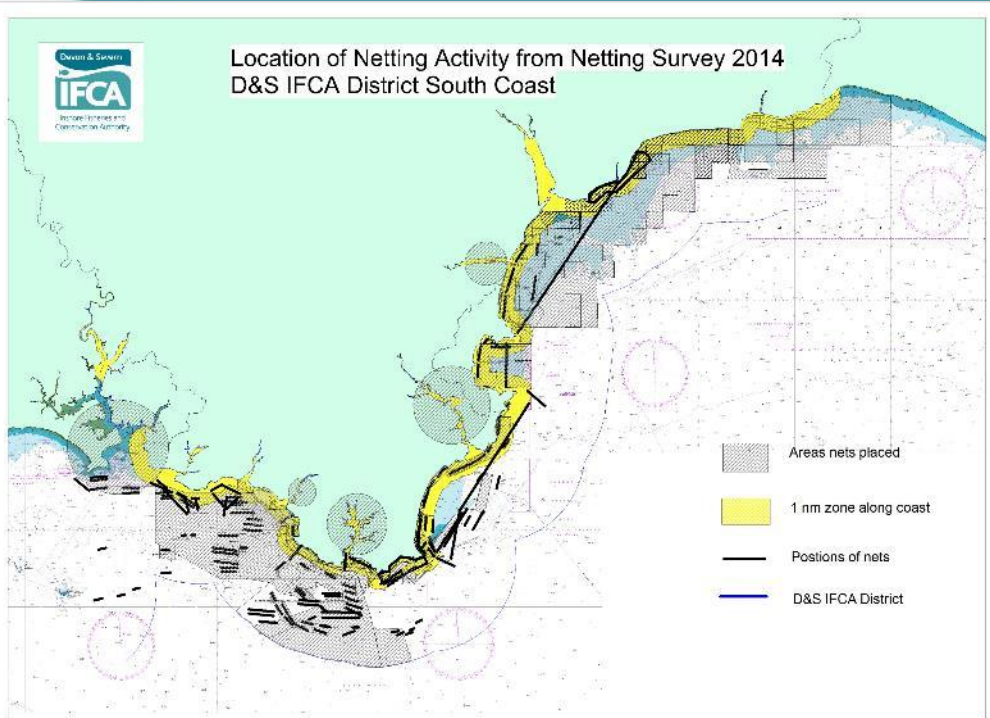 Devon & Severn
IFCA
Inshore Fisheries and
Conservation Authority
Location of Netting Activity from Netting Survey 2014
D&S IFCA District South Coast
Areas nets placed
1 nm zone along coast
Postions of nets
D&S IFCA District